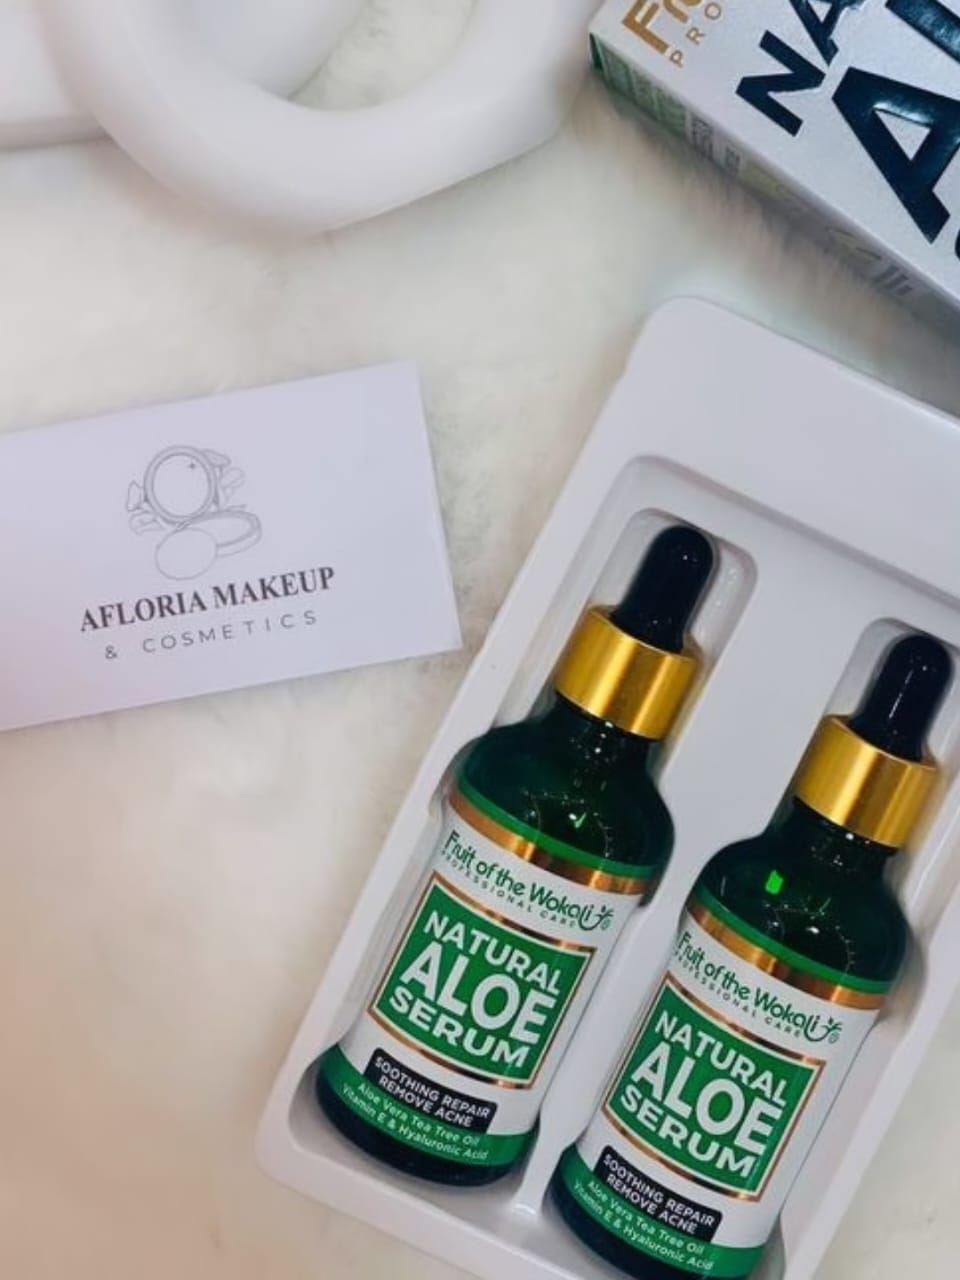 AFLORIA MAKEUP
& COSMETICS
Fruit of the Wokali
PROFESSIONAL CARE
NATURAL
ALOE
SERUM
SOOTHING REPAIR
REMOVE ACNE
Aloe Vera Tea Tree Oil
Vitamin E & Hyaluronic Acid
Fruit of the Wokali
PROFESSIONAL CARE
NATURAL
ALOE
SERUM
SOOTHING REPAIR
REMOVE ACNE
Aloe Vera Tea Tree Oil
Vitamin E & Hyaluronic Acid